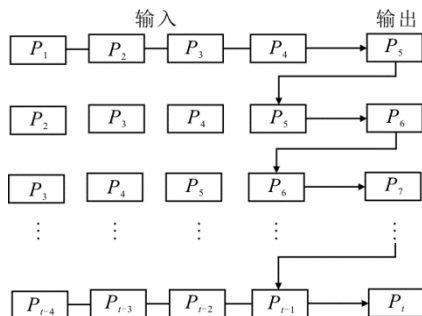 输入 输出
P₁ P₂ P₃ P₄ P₅
P₂ P₃ P₄ P₅ P₆
P₃ P₄ P₅ P₆ P₇
⋮ ⋮ ⋮ ⋮ ⋮
Pₜ₋₄ Pₜ₋₃ Pₜ₋₂ Pₜ₋₁ Pₜ